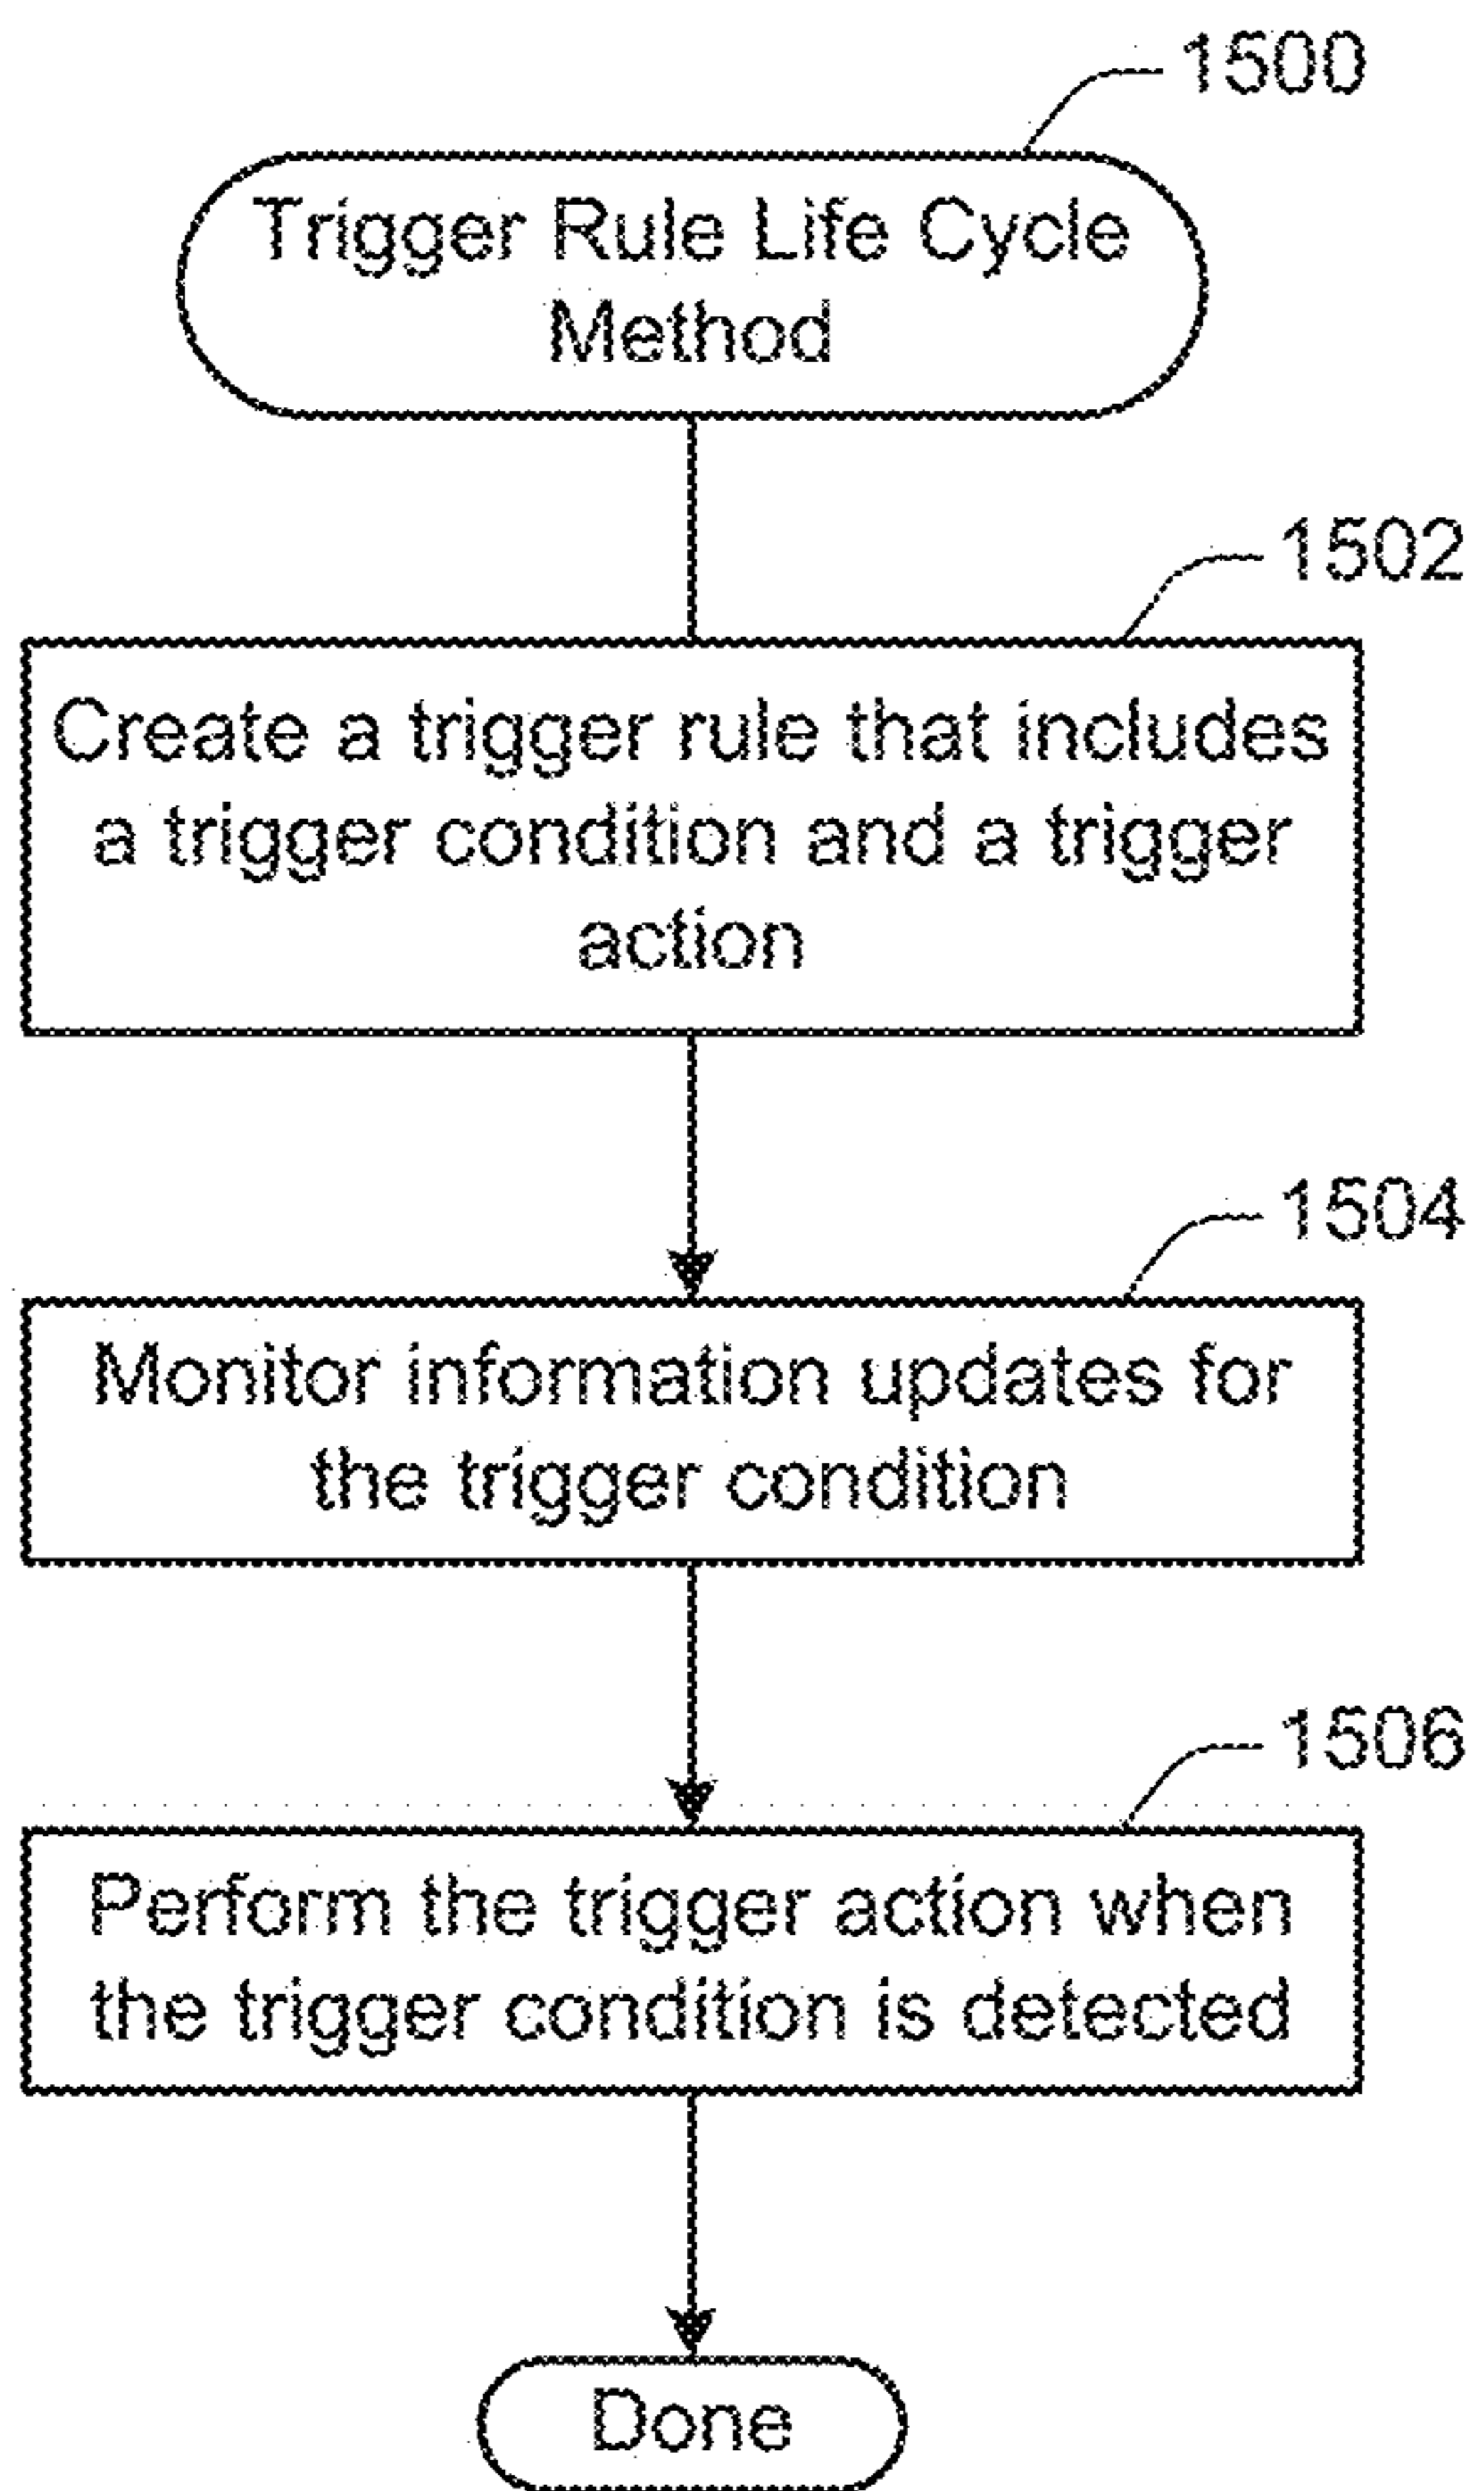 1500
Trigger Rule Life Cycle
Method
1502
Create a trigger rule that includes
a trigger condition and a trigger
action
1504
Monitor information updates for
the trigger condition
1506
Perform the trigger action when
the trigger condition is detected
Done